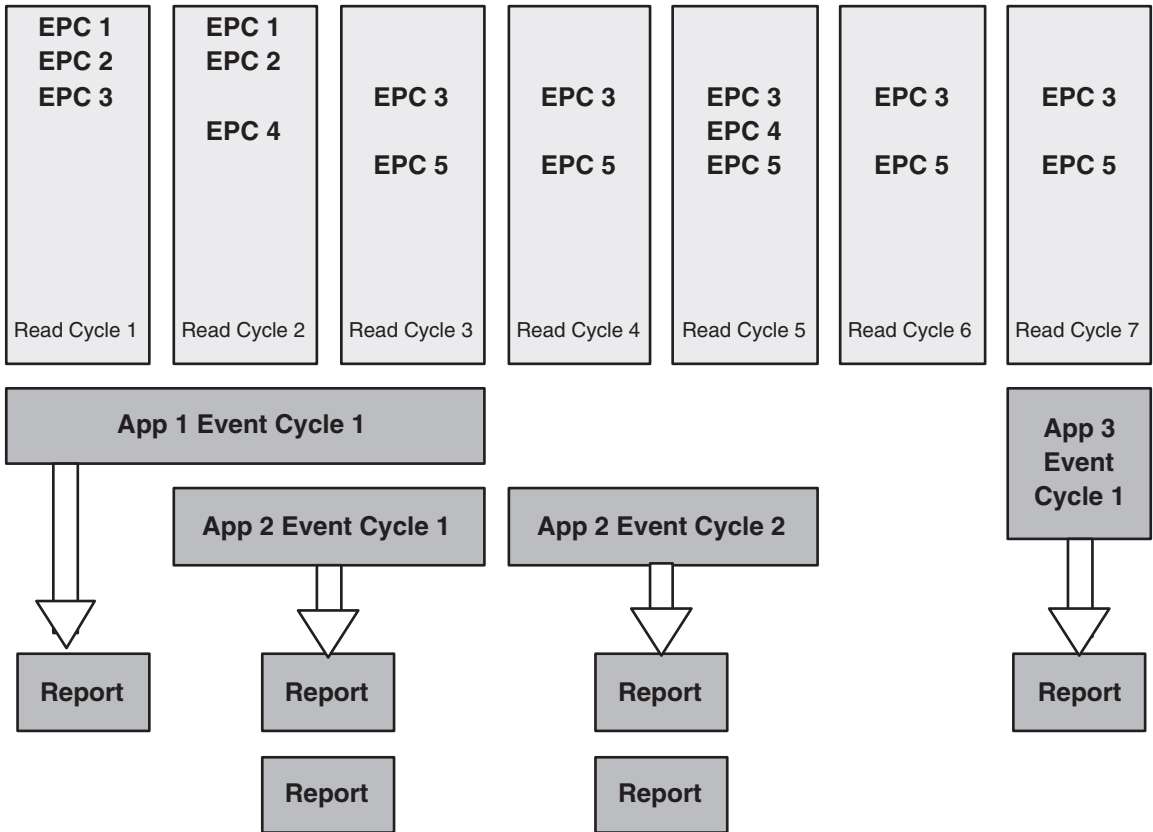 EPC 1
EPC 2
EPC 3
Read Cycle 1
EPC 1
EPC 2
EPC 4
Read Cycle 2
EPC 3
EPC 5
Read Cycle 3
EPC 3
EPC 5
Read Cycle 4
EPC 3
EPC 4
EPC 5
Read Cycle 5
EPC 3
EPC 5
Read Cycle 6
EPC 3
EPC 5
Read Cycle 7
App 1 Event Cycle 1
App 2 Event Cycle 1
App 2 Event Cycle 2
App 3
Event
Cycle 1
Report
Report
Report
Report
Report
Report